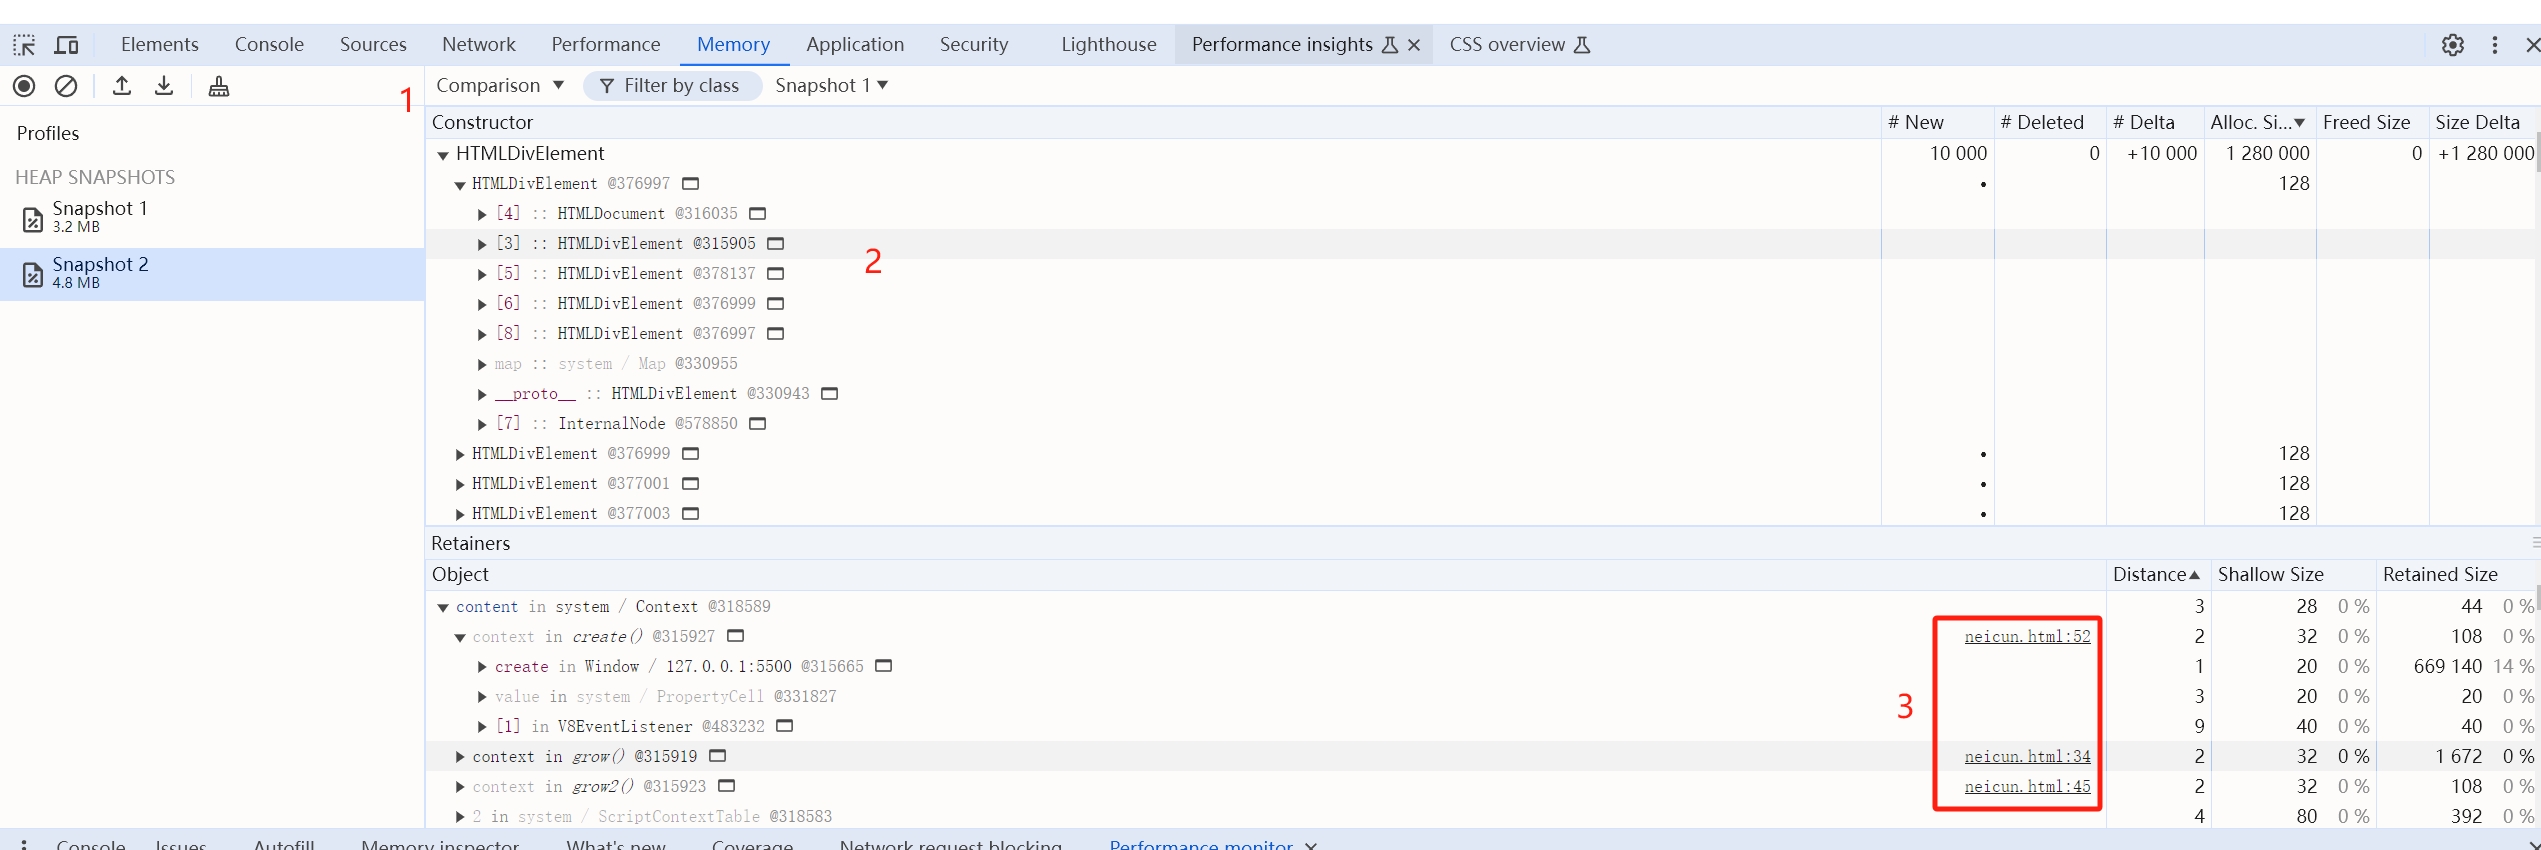 Elements Console Sources Network Performance Memory Application Security Lighthouse Performance insights CSS overview
1 Comparison Filter by class Snapshot 1
Profiles
HEAP SNAPSHOTS
Snapshot 1
3.2 MB
Snapshot 2
4.8 MB
Constructor # New # Deleted # Delta Alloc. Si... Freed Size Size Delta
HTMLDivElement 10 000 0 +10 000 1 280 000 0 +1 280 000
HTMLDivElement @376997 • 128
[4] :: HTMLDocument @316035
[3] :: HTMLDivElement @315905
2
[5] :: HTMLDivElement @378137
[6] :: HTMLDivElement @376999
[8] :: HTMLDivElement @376997
map :: system / Map @330955
__proto__ :: HTMLDivElement @330943
[7] :: InternalNode @578850
HTMLDivElement @376999 • 128
HTMLDivElement @377001 • 128
HTMLDivElement @377003 • 128
Retainers
Object Distance Shallow Size Retained Size
content in system / Context @318589 3 28 0 % 44 0 %
context in create() @315927 neicun.html:52 2 32 0 % 108 0 %
create in Window / 127.0.0.1:5500 @315665 1 20 0 % 669 140 14 %
value in system / PropertyCell @331827 3 20 0 % 20 0 %
3
[1] in V8EventListener @483232 9 40 0 % 40 0 %
context in grow() @315919 neicun.html:34 2 32 0 % 1 672 0 %
context in grow2() @315923 neicun.html:45 2 32 0 % 108 0 %
2 in system / ScriptContextTable @318583 4 80 0 % 392 0 %
Console Issues Autofill Memory inspector What's new Coverage Network request blocking Performance monitor